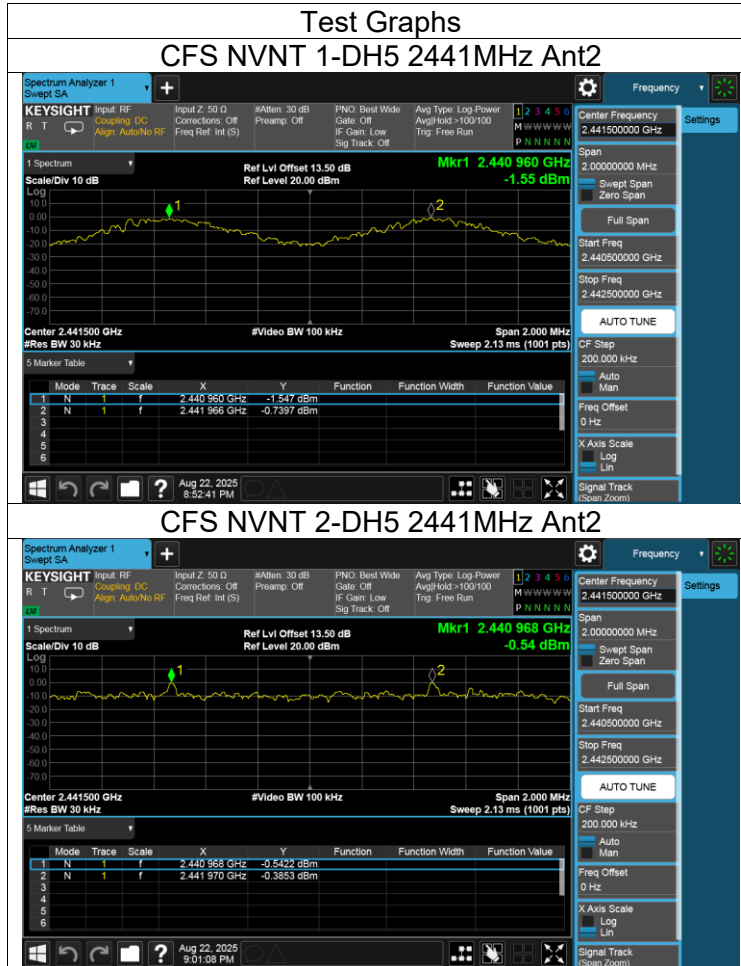 Test Graphs
CFS NVNT 1-DH5 2441MHz Ant2
Spectrum Analyzer 1
Swept SA
+
Frequency
KEYSIGHT Input: RF Input Z: 50 Ω #Atten: 30 dB PNO: Best Wide Avg Type: Log-Power 1 2 3 4 5 6
R T Coupling: DC Corrections: Off Preamp: Off Gate: Off Avg|Hold:>100/100 M W W W W W
Align: Auto/No RF Freq Ref: Int (S) IF Gain: Low Trig: Free Run
LXI Sig Track: Off P N N N N N
Center Frequency
2.441500000 GHz
Settings
1 Spectrum
Ref Lvl Offset 13.50 dB Mkr1 2.440 960 GHz
Scale/Div 10 dB Ref Level 20.00 dBm -1.55 dBm
Log
10.0
0.00
-10.0
-20.0
-30.0
-40.0
-50.0
-60.0
-70.0
1
2
Center 2.441500 GHz #Video BW 100 kHz Span 2.000 MHz
#Res BW 30 kHz Sweep 2.13 ms (1001 pts)
Span
2.00000000 MHz
Swept Span
Zero Span
Full Span
Start Freq
2.440500000 GHz
Stop Freq
2.442500000 GHz
AUTO TUNE
CF Step
200.000 kHz
Auto
Man
Freq Offset
0 Hz
X Axis Scale
Log
Lin
Signal Track
(Span Zoom)
5 Marker Table
Mode Trace Scale X Y Function Function Width Function Value
1 N 1 f 2.440 960 GHz -1.547 dBm
2 N 1 f 2.441 966 GHz -0.7397 dBm
3
4
5
6
? Aug 22, 2025
8:52:41 PM
CFS NVNT 2-DH5 2441MHz Ant2
Spectrum Analyzer 1
Swept SA
+
Frequency
KEYSIGHT Input: RF Input Z: 50 Ω #Atten: 30 dB PNO: Best Wide Avg Type: Log-Power 1 2 3 4 5 6
R T Coupling: DC Corrections: Off Preamp: Off Gate: Off Avg|Hold:>100/100 M W W W W W
Align: Auto/No RF Freq Ref: Int (S) IF Gain: Low Trig: Free Run
LXI Sig Track: Off P N N N N N
Center Frequency
2.441500000 GHz
Settings
1 Spectrum
Ref Lvl Offset 13.50 dB Mkr1 2.440 968 GHz
Scale/Div 10 dB Ref Level 20.00 dBm -0.54 dBm
Log
10.0
0.00
-10.0
-20.0
-30.0
-40.0
-50.0
-60.0
-70.0
1
2
Center 2.441500 GHz #Video BW 100 kHz Span 2.000 MHz
#Res BW 30 kHz Sweep 2.13 ms (1001 pts)
Span
2.00000000 MHz
Swept Span
Zero Span
Full Span
Start Freq
2.440500000 GHz
Stop Freq
2.442500000 GHz
AUTO TUNE
CF Step
200.000 kHz
Auto
Man
Freq Offset
0 Hz
X Axis Scale
Log
Lin
Signal Track
(Span Zoom)
5 Marker Table
Mode Trace Scale X Y Function Function Width Function Value
1 N 1 f 2.440 968 GHz -0.5422 dBm
2 N 1 f 2.441 970 GHz -0.3853 dBm
3
4
5
6
? Aug 22, 2025
9:01:08 PM